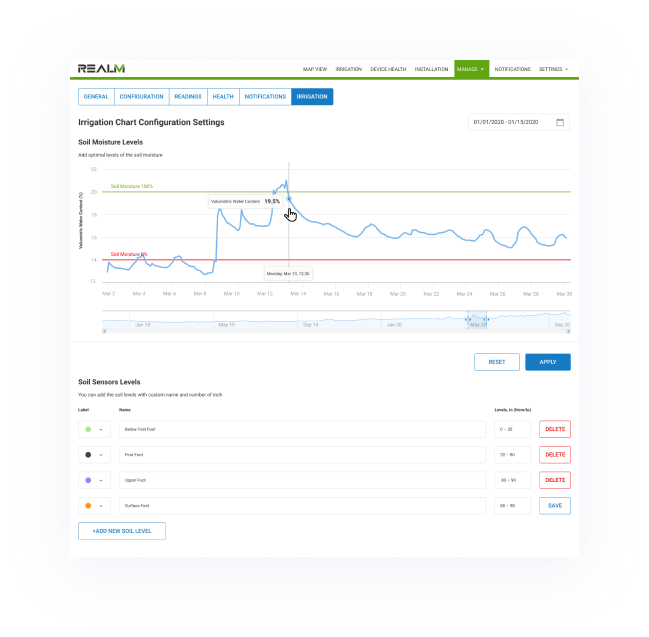 REALM
MAP VIEW IRRIGATION DEVICE HEALTH INSTALLATION MANAGE NOTIFICATIONS SETTINGS
GENERAL CONFIGURATION READINGS HEALTH NOTIFICATIONS IRRIGATION
Irrigation Chart Configuration Settings
01/01/2020 - 01/15/2020
Soil Moisture Levels
Add optimal levels of the soil moisture
Volumetric Water Content (%)
22
20
18
16
14
12
Soil Moisture 100%
Volumetric Water Content 19.5%
Soil Moisture 0%
Monday, Mar 13, 13:30
Mar 2 Mar 4 Mar 6 Mar 8 Mar 10 Mar 12 Mar 14 Mar 16 Mar 18 Mar 20 Mar 22 Mar 24 Mar 26 Mar 28 Mar 30
Jan 19 May 19 Sep 19 Jan 20 May 20 Sep 20
RESET APPLY
Soil Sensors Levels
You can add the soil levels with custom name and number of inch
Label Name Levels, in (from/to)
Below First Foot 0 – 20 DELETE
First Foot 20 – 80 DELETE
Upper Foot 80 – 90 DELETE
Surface Foot 98 – 98 SAVE
+ADD NEW SOIL LEVEL